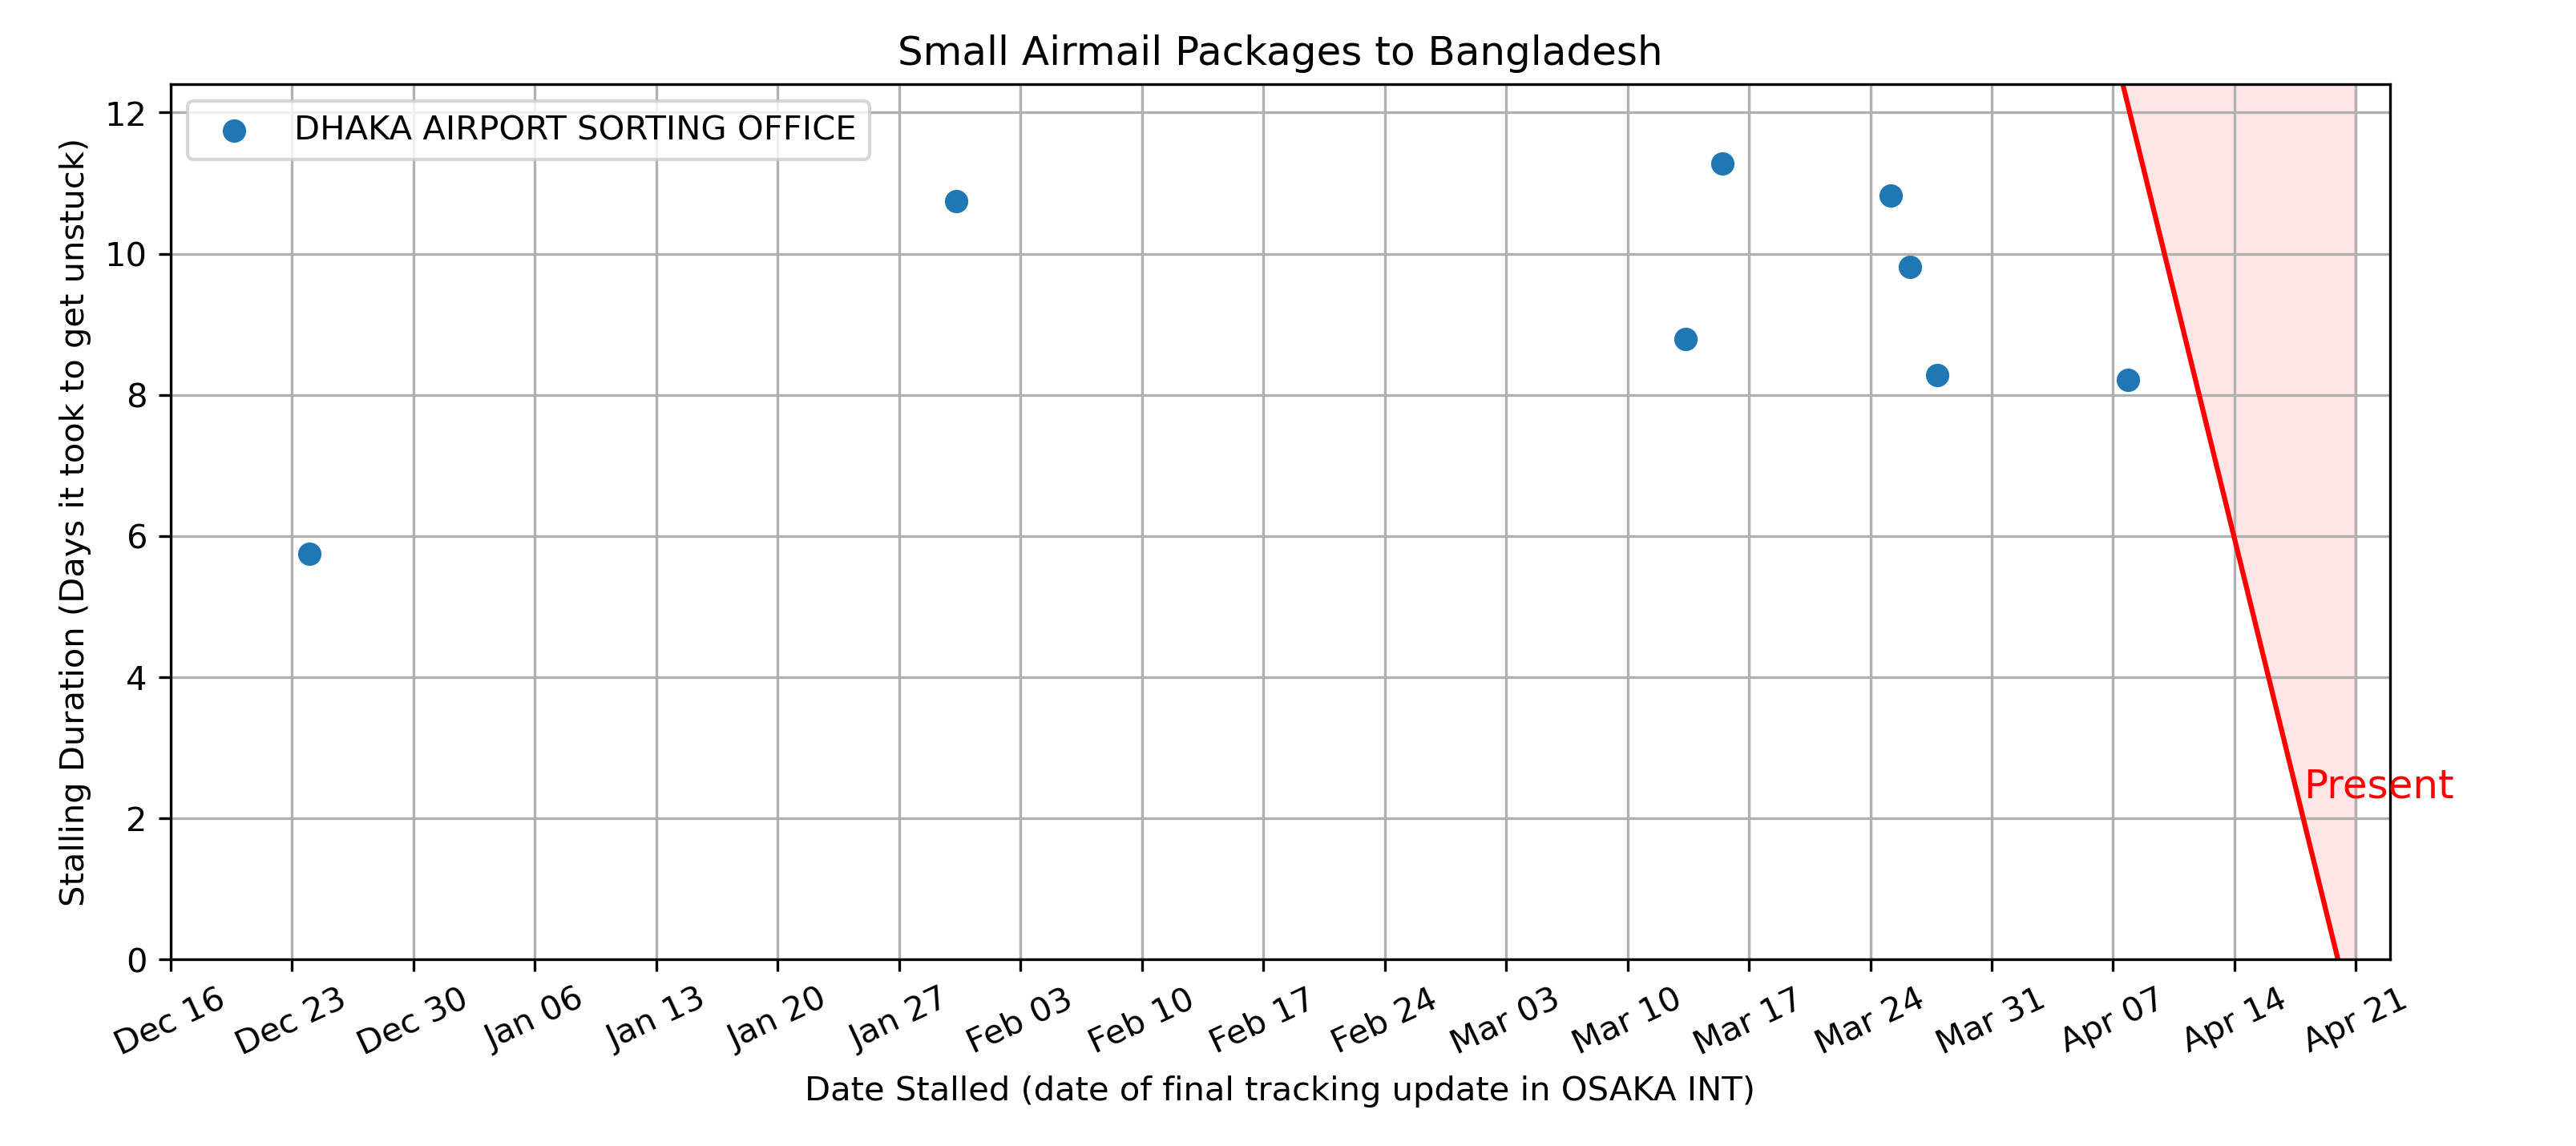 Small Airmail Packages to Bangladesh
DHAKA AIRPORT SORTING OFFICE
Stalling Duration (Days it took to get unstuck)
12
10
8
6
4
2
0
Present
Dec 16
Dec 23
Dec 30
Jan 06
Jan 13
Jan 20
Jan 27
Feb 03
Feb 10
Feb 17
Feb 24
Mar 03
Mar 10
Mar 17
Mar 24
Mar 31
Apr 07
Apr 14
Apr 21
Date Stalled (date of final tracking update in OSAKA INT)